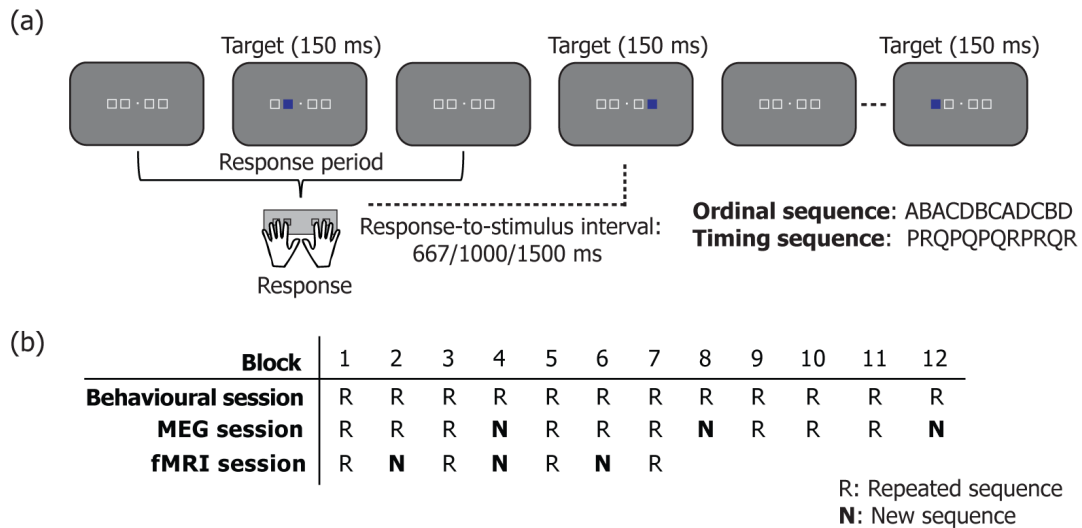 (a)
Target (150 ms)
Target (150 ms)
Target (150 ms)
Response period
Response-to-stimulus interval:
667/1000/1500 ms
Response
Ordinal sequence: ABACDBCADCBD
Timing sequence: PRQPQPQRPRQR
(b)
Block 1 2 3 4 5 6 7 8 9 10 11 12
Behavioural session R R R R R R R R R R R R
MEG session R R R N R R R N R R R N
fMRI session R N R N R N R
R: Repeated sequence
N: New sequence